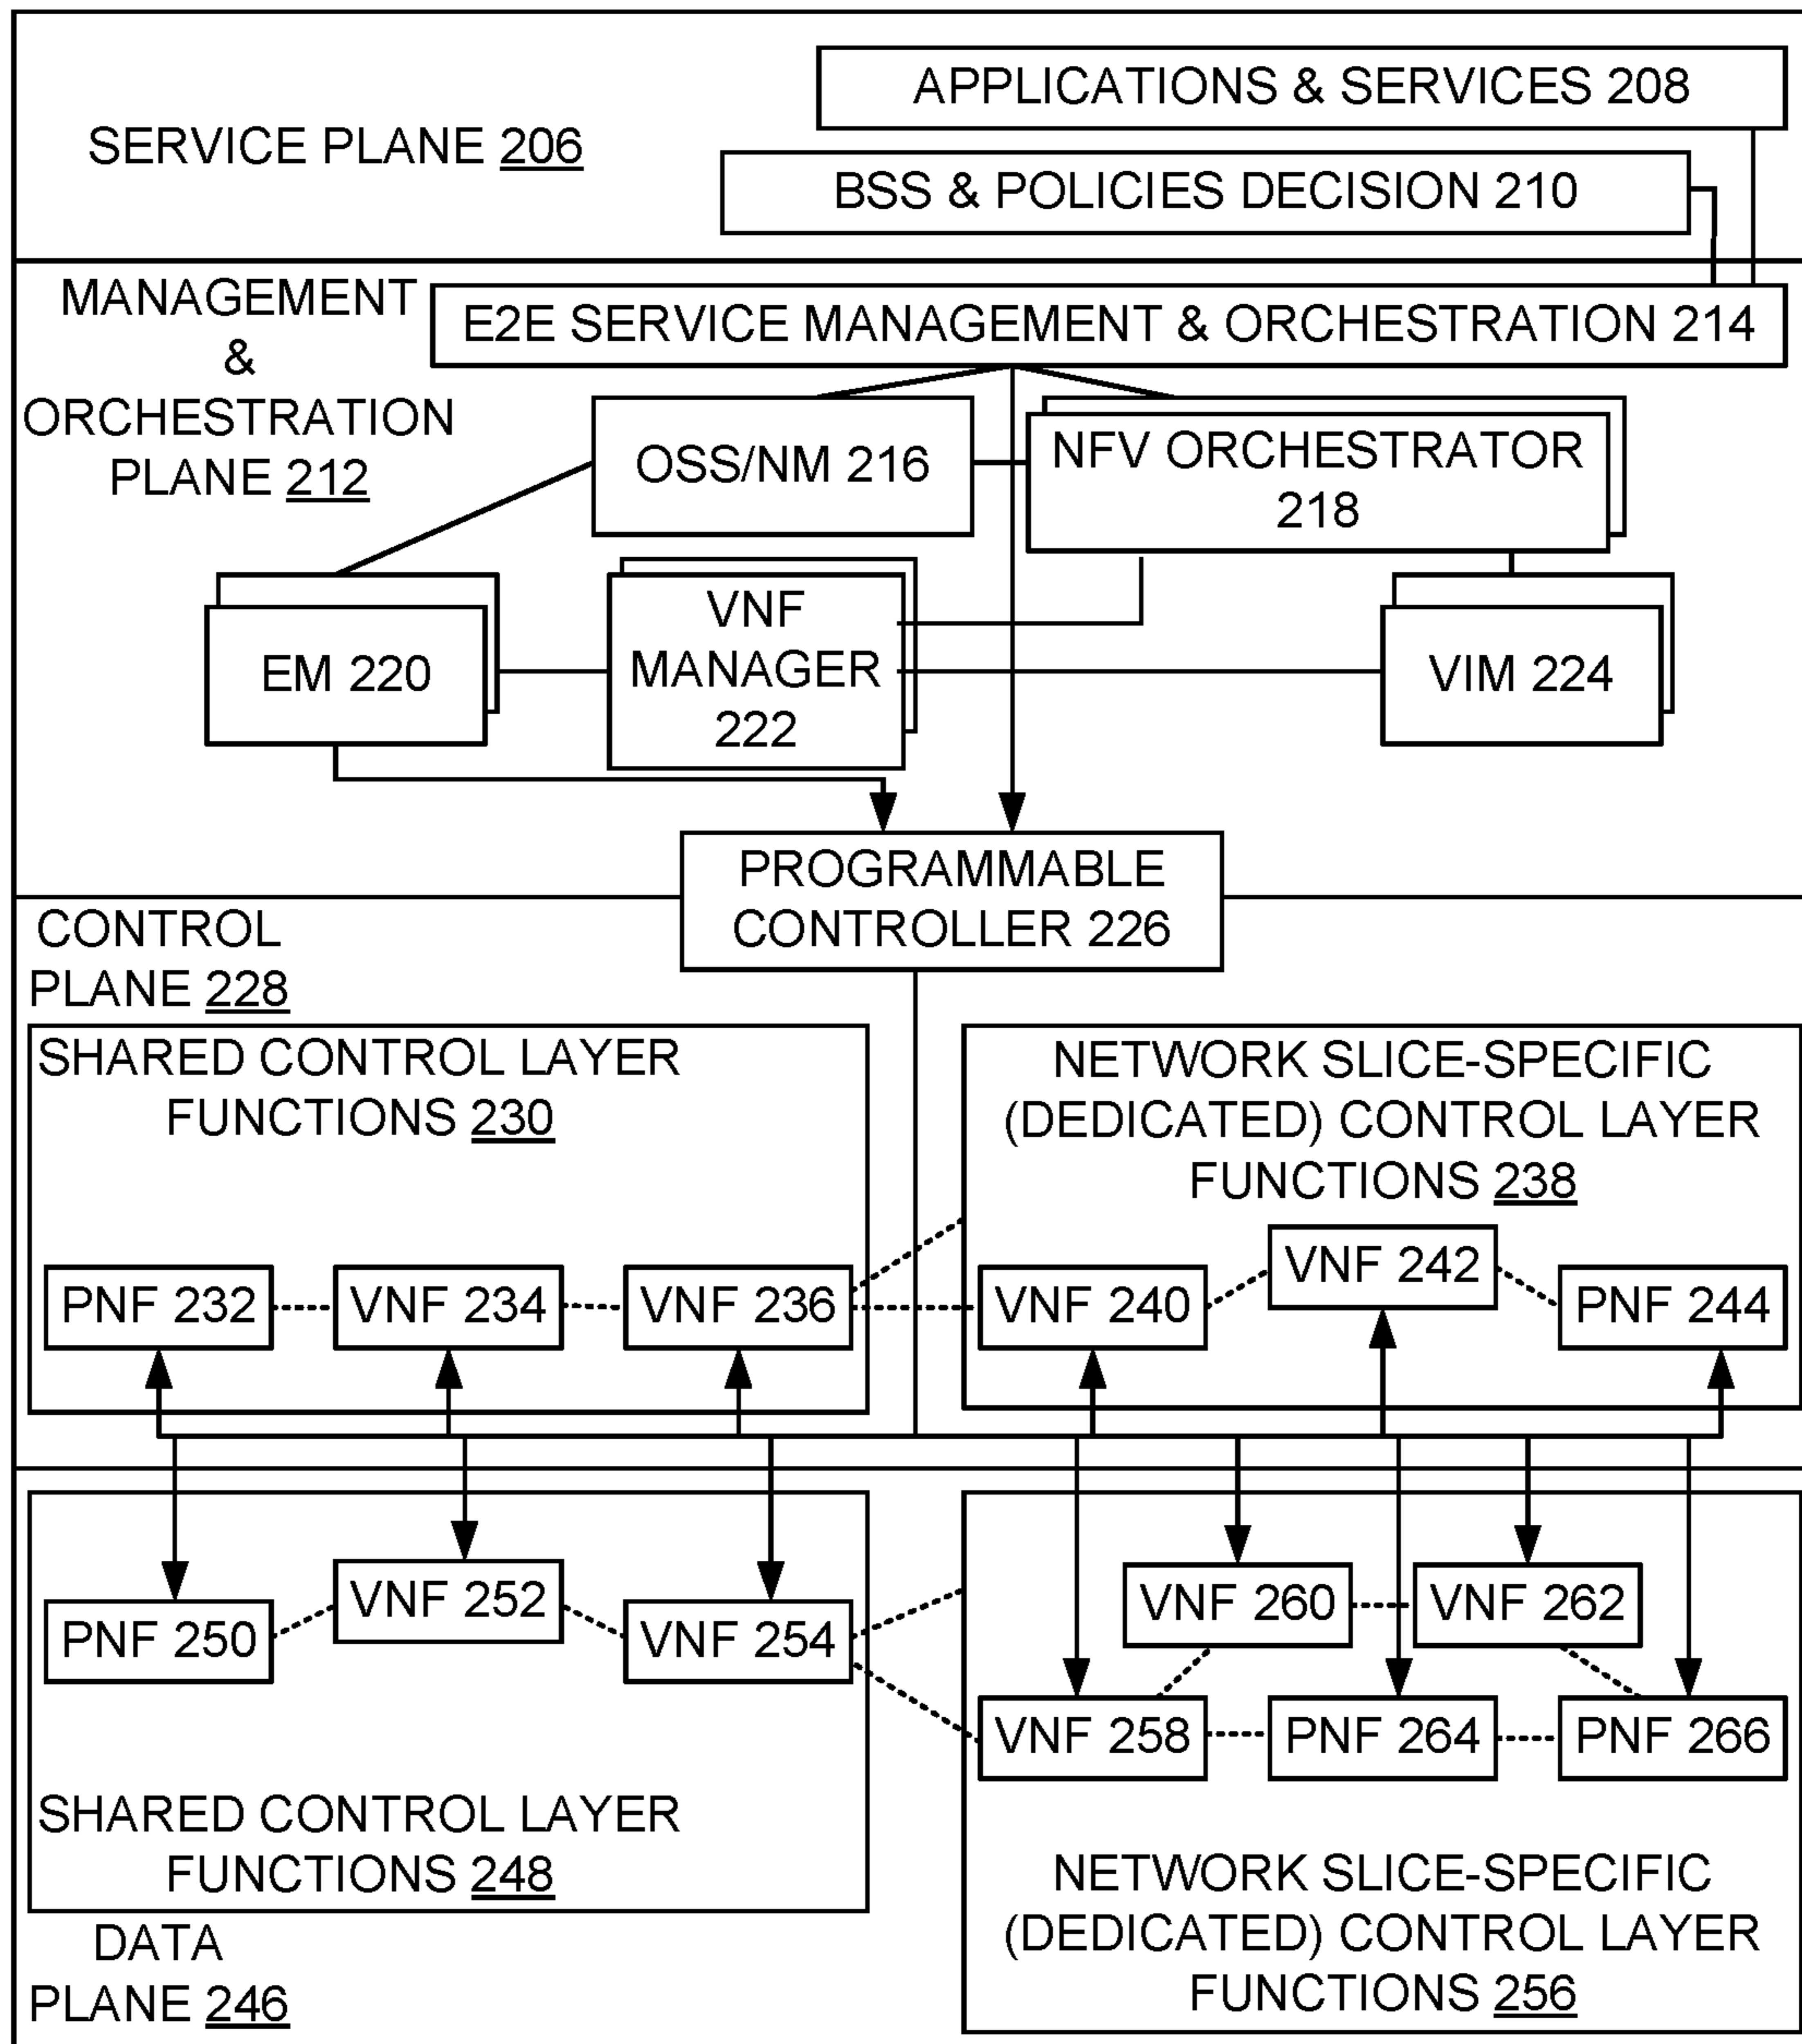 APPLICATIONS & SERVICES 208
SERVICE PLANE 206
BSS & POLICIES DECISION 210
MANAGEMENT
&
ORCHESTRATION
PLANE 212
E2E SERVICE MANAGEMENT & ORCHESTRATION 214
OSS/NM 216
NFV ORCHESTRATOR
218
EM 220
VNF
MANAGER
222
VIM 224
PROGRAMMABLE
CONTROLLER 226
CONTROL
PLANE 228
SHARED CONTROL LAYER
FUNCTIONS 230
NETWORK SLICE-SPECIFIC
(DEDICATED) CONTROL LAYER
FUNCTIONS 238
PNF 232
VNF 234
VNF 236
VNF 240
VNF 242
PNF 244
PNF 250
VNF 252
VNF 254
VNF 260
VNF 262
VNF 258
PNF 264
PNF 266
SHARED CONTROL LAYER
FUNCTIONS 248
NETWORK SLICE-SPECIFIC
(DEDICATED) CONTROL LAYER
FUNCTIONS 256
DATA
PLANE 246